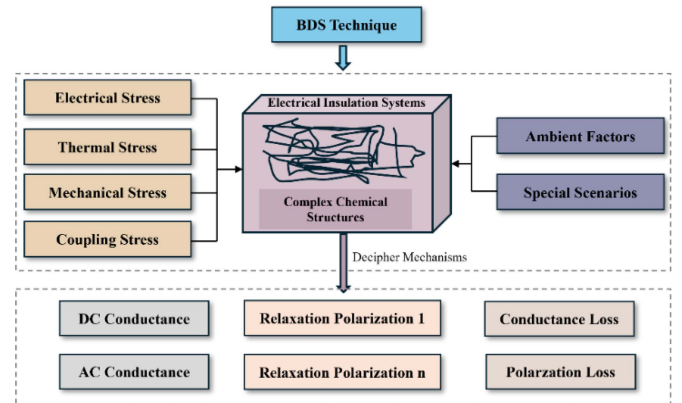 BDS Technique
Electrical Stress
Thermal Stress
Mechanical Stress
Coupling Stress
Electrical Insulation Systems
Complex Chemical
Structures
Ambient Factors
Special Scenarios
Decipher Mechanisms
DC Conductance
Relaxation Polarization 1
Conductance Loss
AC Conductance
Relaxation Polarization n
Polarzation Loss